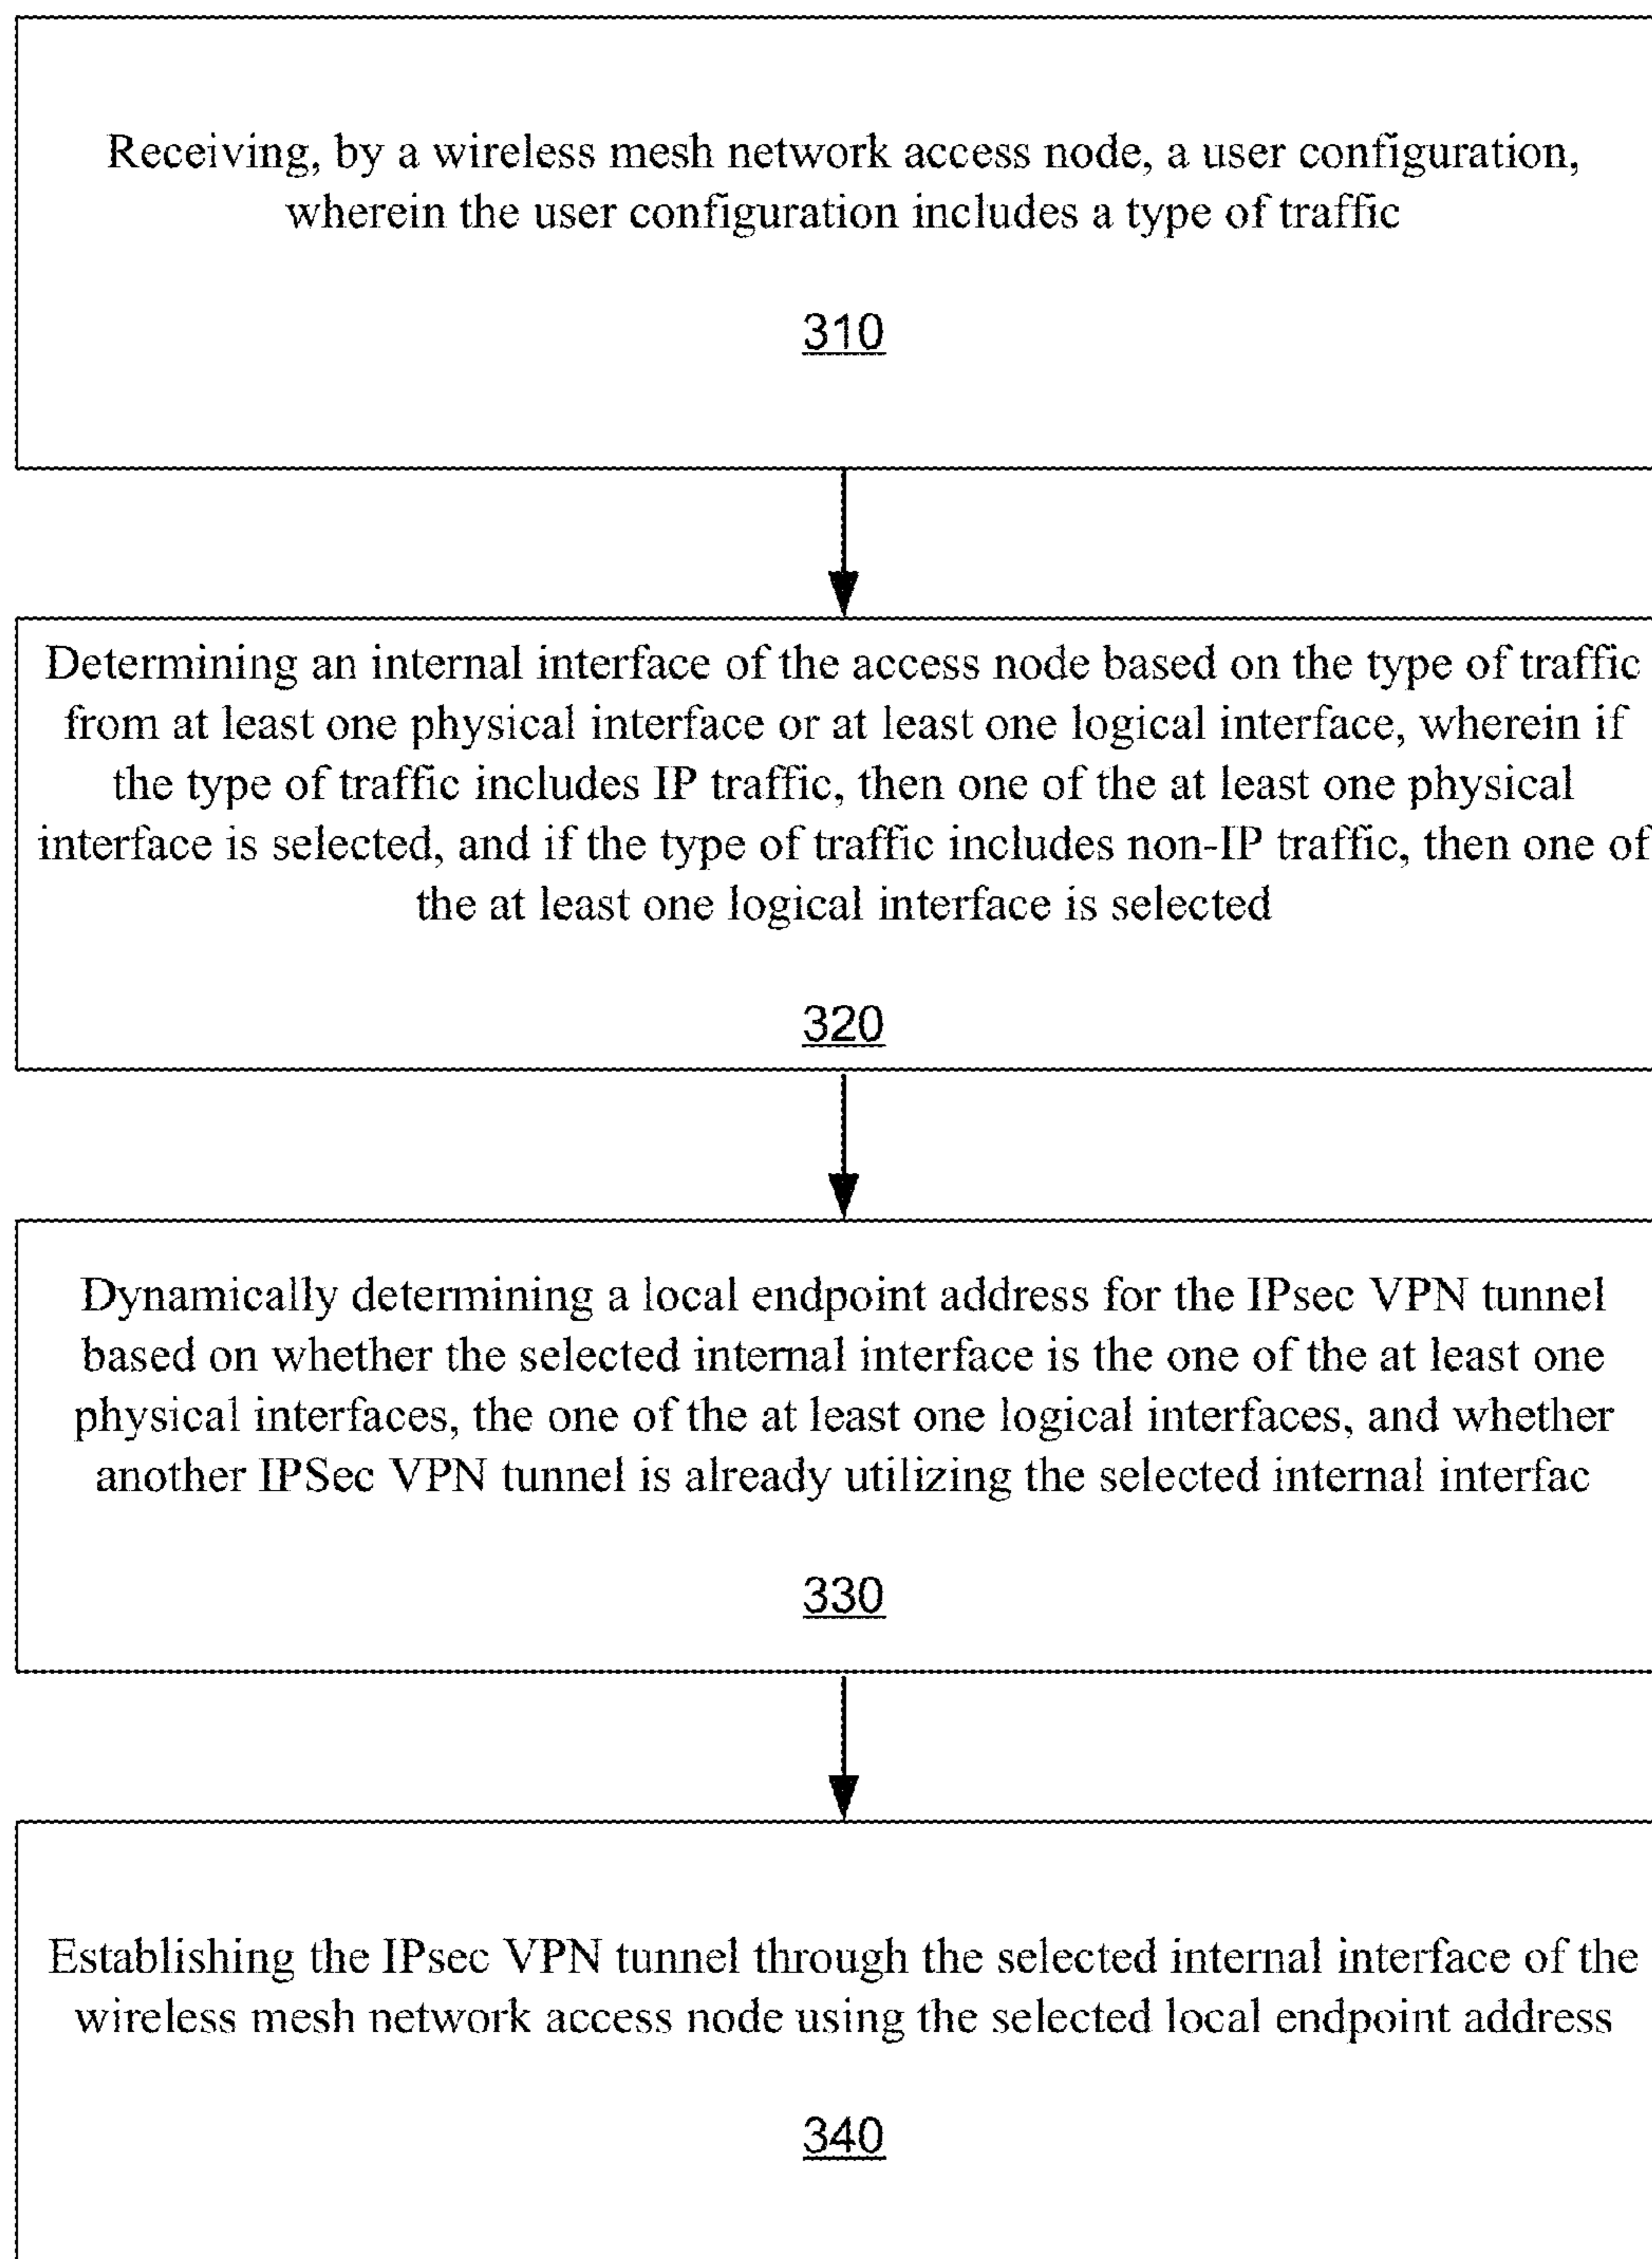 Receiving, by a wireless mesh network access node, a user configuration,
wherein the user configuration includes a type of traffic
310
Determining an internal interface of the access node based on the type of traffic
from at least one physical interface or at least one logical interface, wherein if
the type of traffic includes IP traffic, then one of the at least one physical
interface is selected, and if the type of traffic includes non-IP traffic, then one of
the at least one logical interface is selected
320
Dynamically determining a local endpoint address for the IPsec VPN tunnel
based on whether the selected internal interface is the one of the at least one
physical interfaces, the one of the at least one logical interfaces, and whether
another IPSec VPN tunnel is already utilizing the selected internal interfac
330
Establishing the IPsec VPN tunnel through the selected internal interface of the
wireless mesh network access node using the selected local endpoint address
340